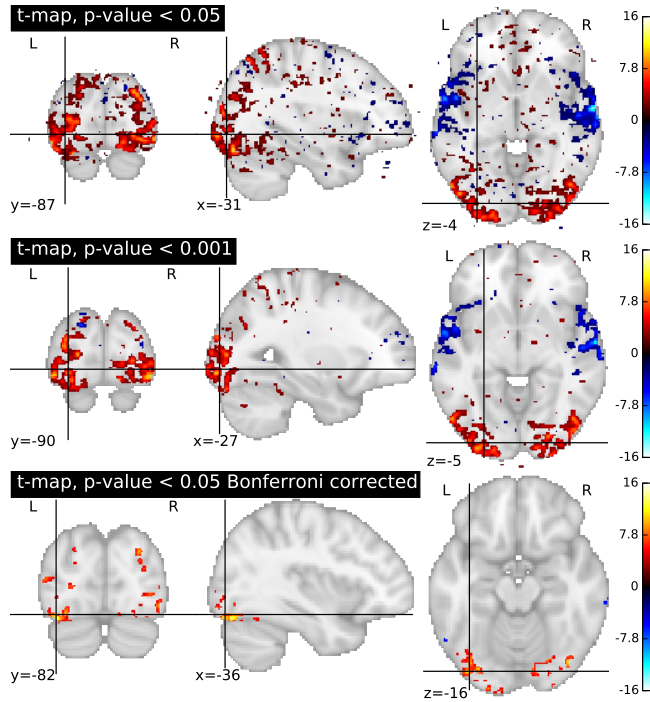 t-map, p-value < 0.05
L R L R
16
7.8
0
-7.8
-16
y=-87 x=-31 z=-4
t-map, p-value < 0.001
L R L R
16
7.8
0
-7.8
-16
y=-90 x=-27 z=-5
t-map, p-value < 0.05 Bonferroni corrected
L R L R
16
7.8
0
-7.8
-16
y=-82 x=-36 z=-16